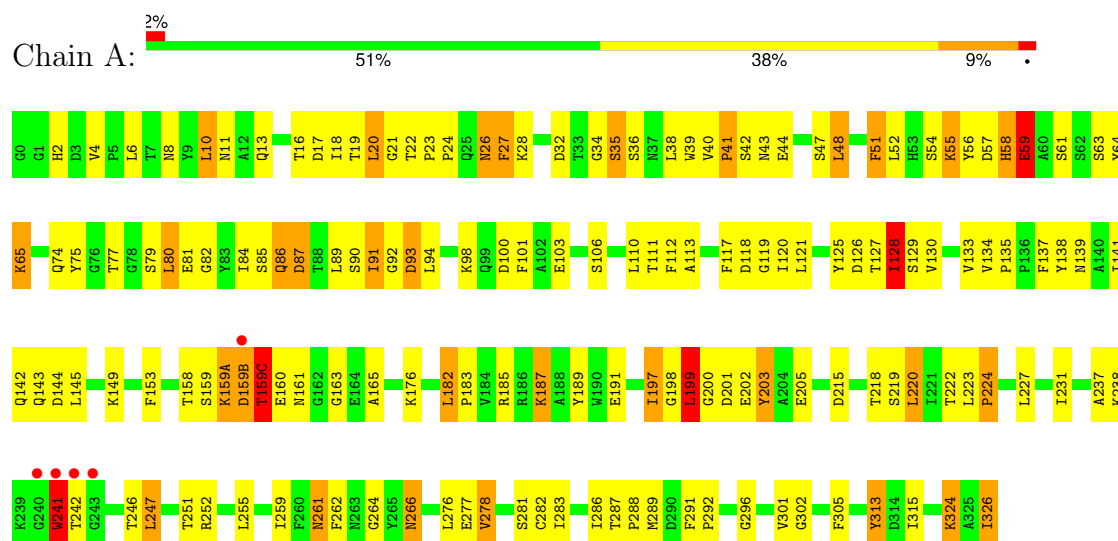 2%
Chain A:
51% 38% 9% •
G0 G1 H2 D3 V4 P5 L6 T7 N8 Y9 L10 N11 A12 Q13 T16 D17 I18 T19 L20 G21 T22 P23 P24 Q25 N26 F27 K28 D32 T33 G34 S35 S36 N37 L38 W39 V40 P41 S42 N43 E44 S47 L48 F51 L52 H53 S54 K55 Y56 D57 H58 E59 A60 S61 S62 S63 Y64
K65 Q74 Y75 G76 T77 G78 S79 L80 E81 G82 Y83 I84 S85 Q86 D87 T88 L89 S90 I91 G92 D93 L94 K98 Q99 D100 F101 A102 E103 S106 L110 T111 F112 A113 F117 D118 G119 I120 L121 Y125 D126 T127 I128 S129 V130 V133 V134 P135 P136 F137 Y138 N139 A140 I141
Q142 Q143 D144 L145 K149 F153 T158 S159 K159A D159B T159C E160 N161 G162 G163 E164 A165 K176 L182 P183 V184 R185 R186 K187 A188 Y189 W190 E191 I197 G198 L199 G200 D201 E202 Y203 A204 E205 D215 T218 S219 L220 I221 T222 L223 P224 L227 I231 A237 K238
K239 G240 W241 T242 G243 T246 L247 T251 R252 L255 I259 F260 N261 F262 N263 G264 Y265 N266 L276 E277 V278 S281 C282 I283 I286 T287 P288 M289 D290 F291 P292 G296 V301 G302 F305 Y313 D314 I315 K324 A325 I326